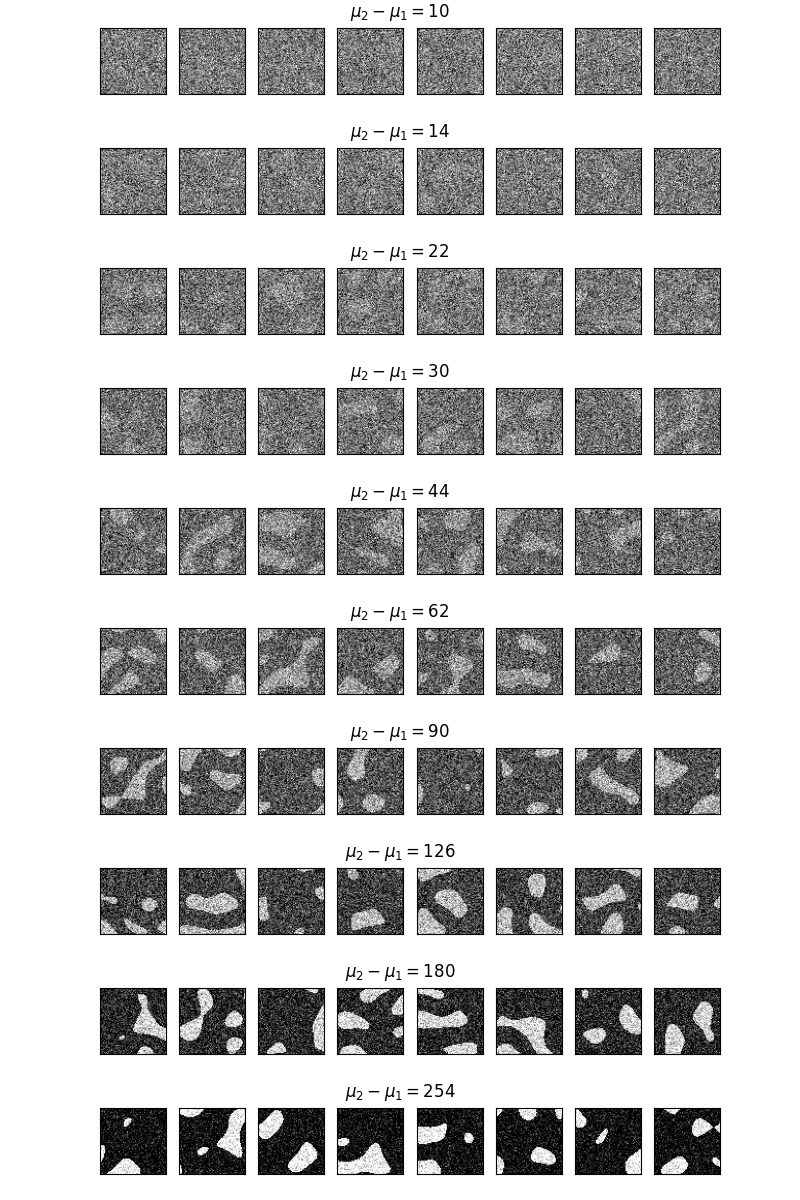 μ₂ − μ₁ = 10
μ₂ − μ₁ = 14
μ₂ − μ₁ = 22
μ₂ − μ₁ = 30
μ₂ − μ₁ = 44
μ₂ − μ₁ = 62
μ₂ − μ₁ = 90
μ₂ − μ₁ = 126
μ₂ − μ₁ = 180
μ₂ − μ₁ = 254